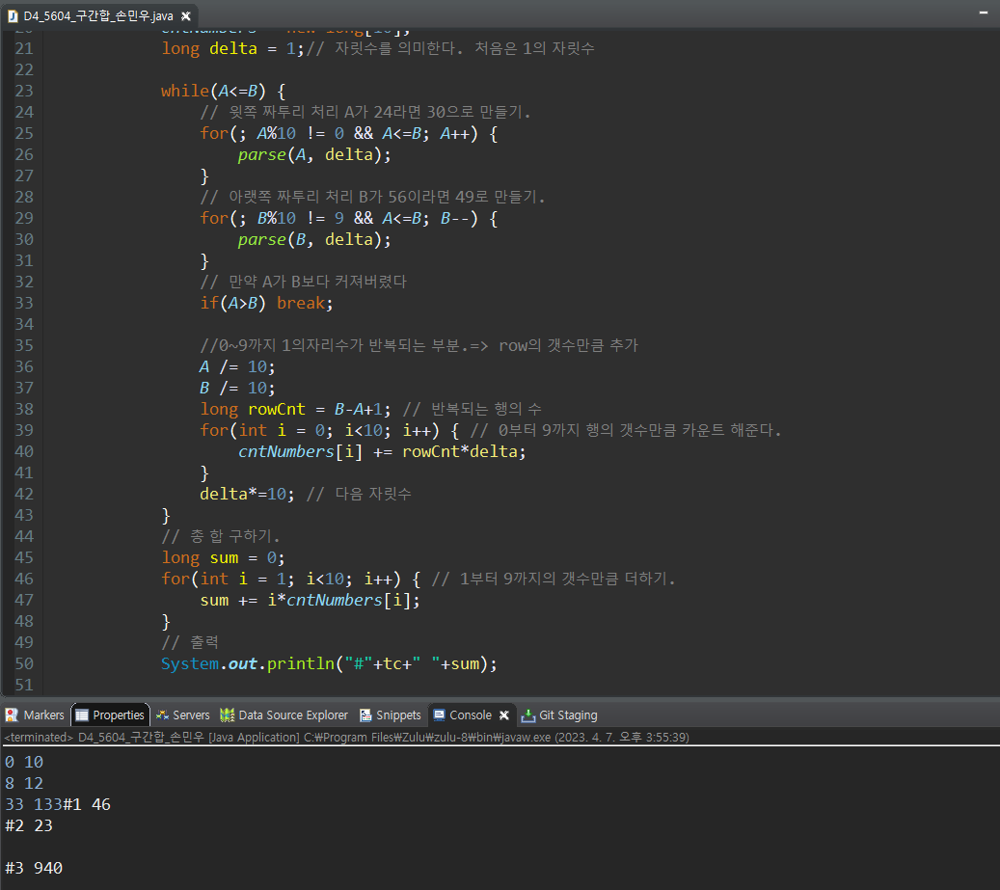 D4_5604_구간합_손민우.java
20 cntNumbers = new long[10];
21 long delta = 1;// 자릿수를 의미한다. 처음은 1의 자릿수
22
23 while(A<=B) {
24 // 윗쪽 짜투리 처리 A가 24라면 30으로 만들기.
25 for(; A%10 != 0 && A<=B; A++) {
26 parse(A, delta);
27 }
28 // 아랫쪽 짜투리 처리 B가 56이라면 49로 만들기.
29 for(; B%10 != 9 && A<=B; B--) {
30 parse(B, delta);
31 }
32 // 만약 A가 B보다 커져버렸다
33 if(A>B) break;
34
35 //0~9까지 1의자리수가 반복되는 부분.=> row의 갯수만큼 추가
36 A /= 10;
37 B /= 10;
38 long rowCnt = B-A+1; // 반복되는 행의 수
39 for(int i = 0; i<10; i++) { // 0부터 9까지 행의 갯수만큼 카운트 해준다.
40 cntNumbers[i] += rowCnt*delta;
41 }
42 delta*=10; // 다음 자릿수
43 }
44 // 총 합 구하기.
45 long sum = 0;
46 for(int i = 1; i<10; i++) { // 1부터 9까지의 갯수만큼 더하기.
47 sum += i*cntNumbers[i];
48 }
49 // 출력
50 System.out.println("#"+tc+" "+sum);
51
Markers Properties Servers Data Source Explorer Snippets Console Git Staging
<terminated> D4_5604_구간합_손민우 [Java Application] C:₩Program Files₩Zulu₩zulu-8₩bin₩javaw.exe (2023. 4. 7. 오후 3:55:39)
0 10
8 12
33 133#1 46
#2 23
#3 940